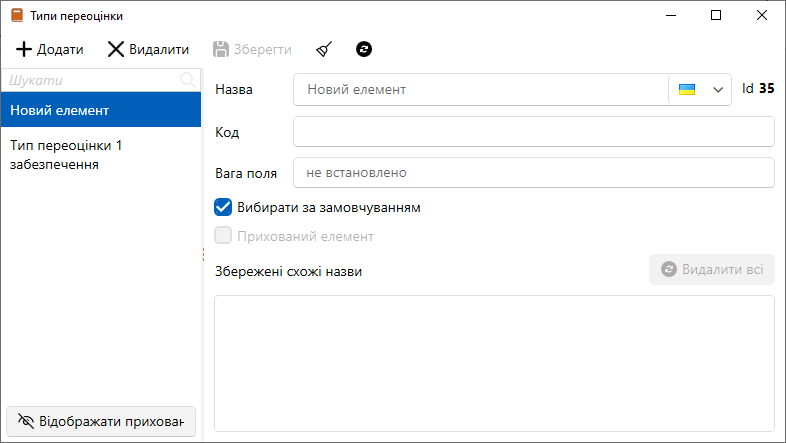 Типи переоцінки
Додати Видалити Зберегти
Шукати
Новий елемент
Тип переоцінки 1
забезпечення
Відображати прихован
Назва Новий елемент Id 35
Код
Вага поля не встановлено
Вибирати за замовчуванням
Прихований елемент
Збережені схожі назви Видалити всі